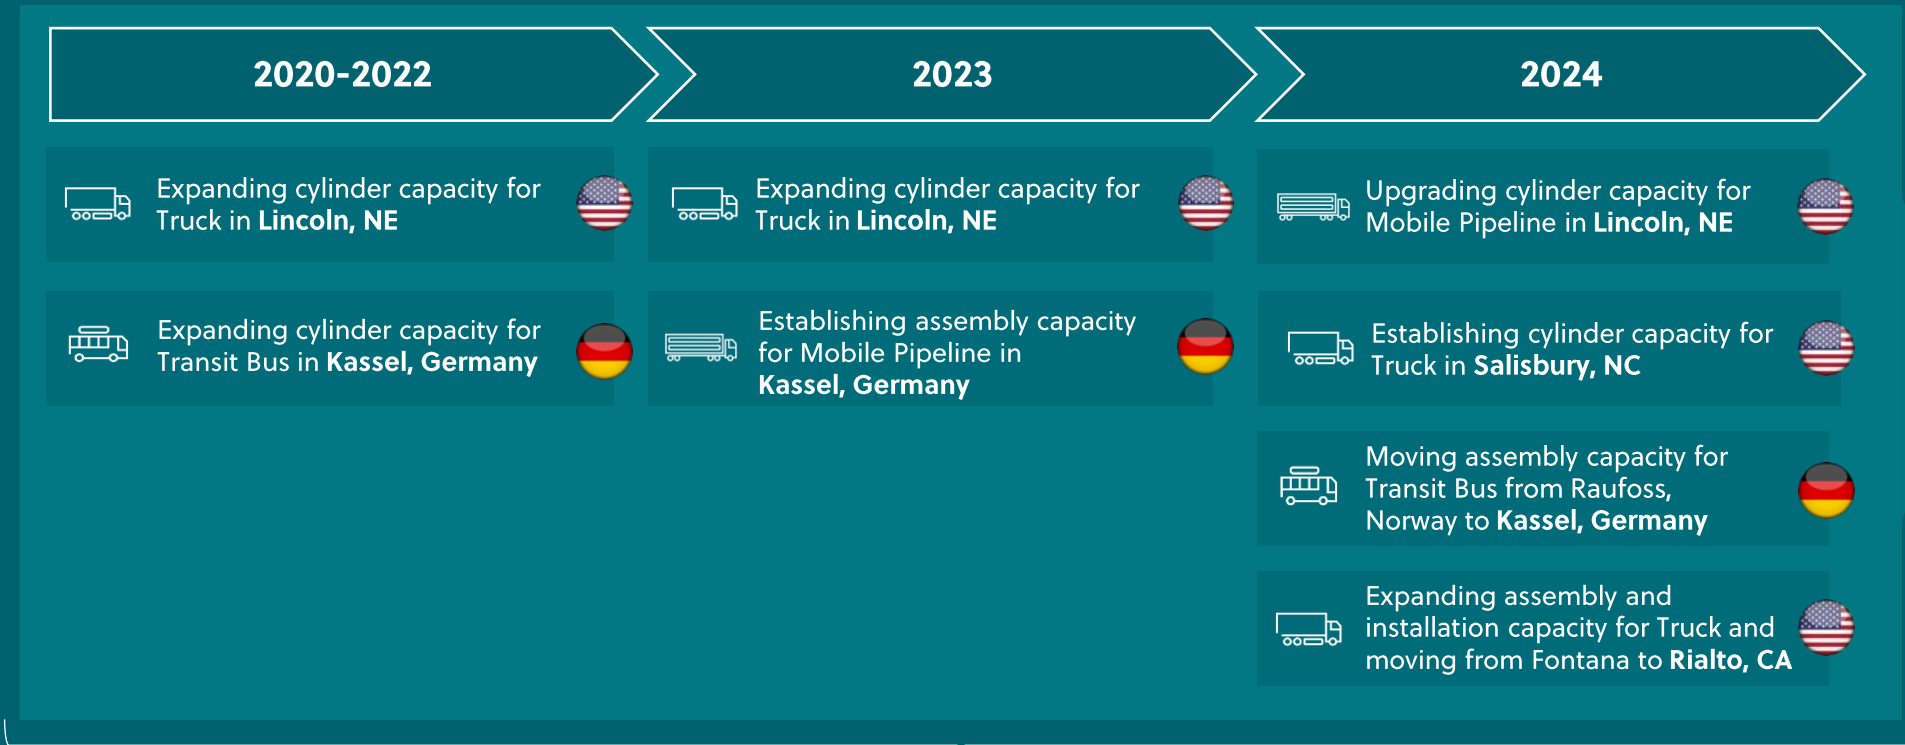 2020-2022
Expanding cylinder capacity for
Truck in Lincoln, NE
Expanding cylinder capacity for
Transit Bus in Kassel, Germany
2023
Expanding cylinder capacity for
Truck in Lincoln, NE
Establishing assembly capacity
for Mobile Pipeline in
Kassel, Germany
2024
Upgrading cylinder capacity for
Mobile Pipeline in Lincoln, NE
Establishing cylinder capacity for
Truck in Salisbury, NC
Moving assembly capacity for
Transit Bus from Raufoss,
Norway to Kassel, Germany
Expanding assembly and
installation capacity for Truck and
moving from Fontana to Rialto, CA